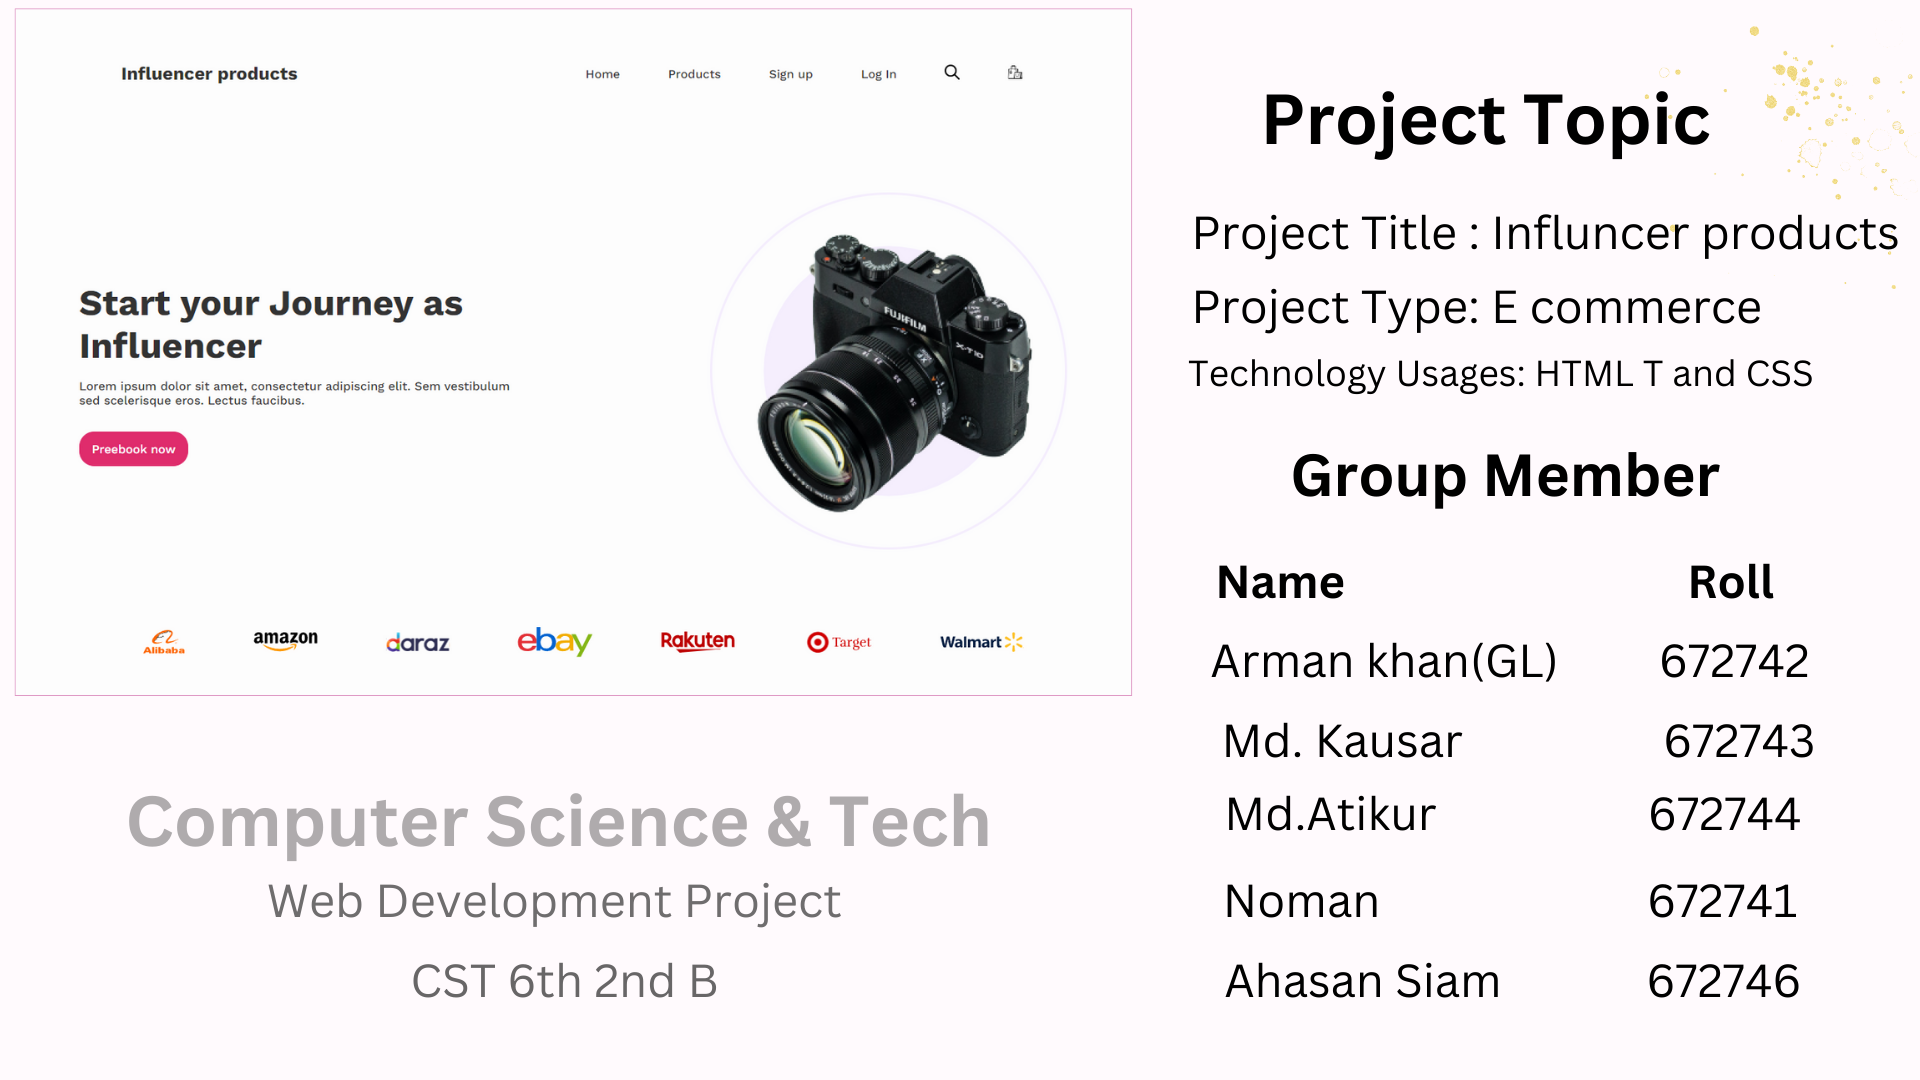 Influencer products
Home Products Sign up Log In
Start your Journey as
Influencer
Lorem ipsum dolor sit amet, consectetur adipiscing elit. Sem vestibulum
sed scelerisque eros. Lectus faucibus.
Preebook now
FUJIFILM
X-T10
Alibaba amazon daraz ebay Rakuten Target Walmart
Computer Science & Tech
Web Development Project
CST 6th 2nd B
Project Topic
Project Title : Influncer products
Project Type: E commerce
Technology Usages: HTML T and CSS
Group Member
Name Roll
Arman khan(GL) 672742
Md. Kausar 672743
Md.Atikur 672744
Noman 672741
Ahasan Siam 672746